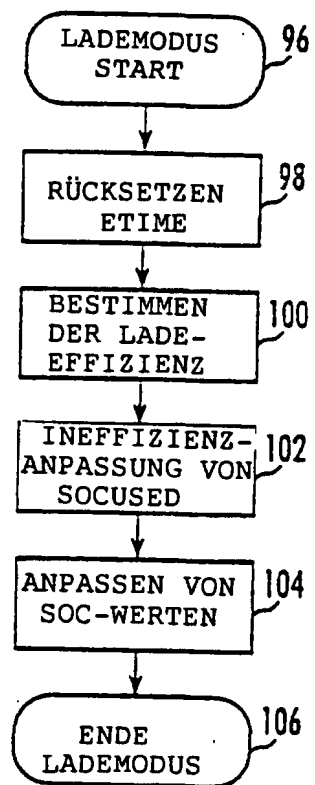 LADEMODUS
START
96
RÜCKSETZEN
ETIME
98
BESTIMMEN
DER LADE-
EFFIZIENZ
100
INEFFIZIENZ-
ANPASSUNG VON
SOCUSED
102
ANPASSEN VON
SOC-WERTEN
104
ENDE
LADEMODUS
106